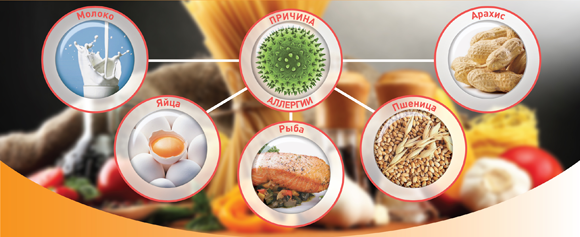 Молоко
ПРИЧИНА
АЛЛЕРГИИ
Арахис
Яйца
Рыба
Пшеница